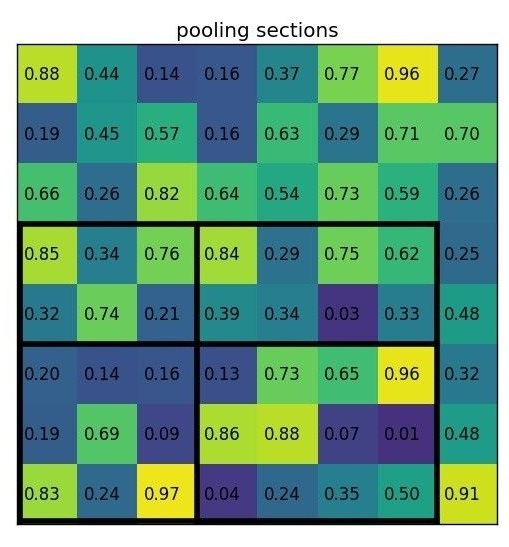 pooling sections
0.88 0.44 0.14 0.16 0.37 0.77 0.96 0.27
0.19 0.45 0.57 0.16 0.63 0.29 0.71 0.70
0.66 0.26 0.82 0.64 0.54 0.73 0.59 0.26
0.85 0.34 0.76 0.84 0.29 0.75 0.62 0.25
0.32 0.74 0.21 0.39 0.34 0.03 0.33 0.48
0.20 0.14 0.16 0.13 0.73 0.65 0.96 0.32
0.19 0.69 0.09 0.86 0.88 0.07 0.01 0.48
0.83 0.24 0.97 0.04 0.24 0.35 0.50 0.91